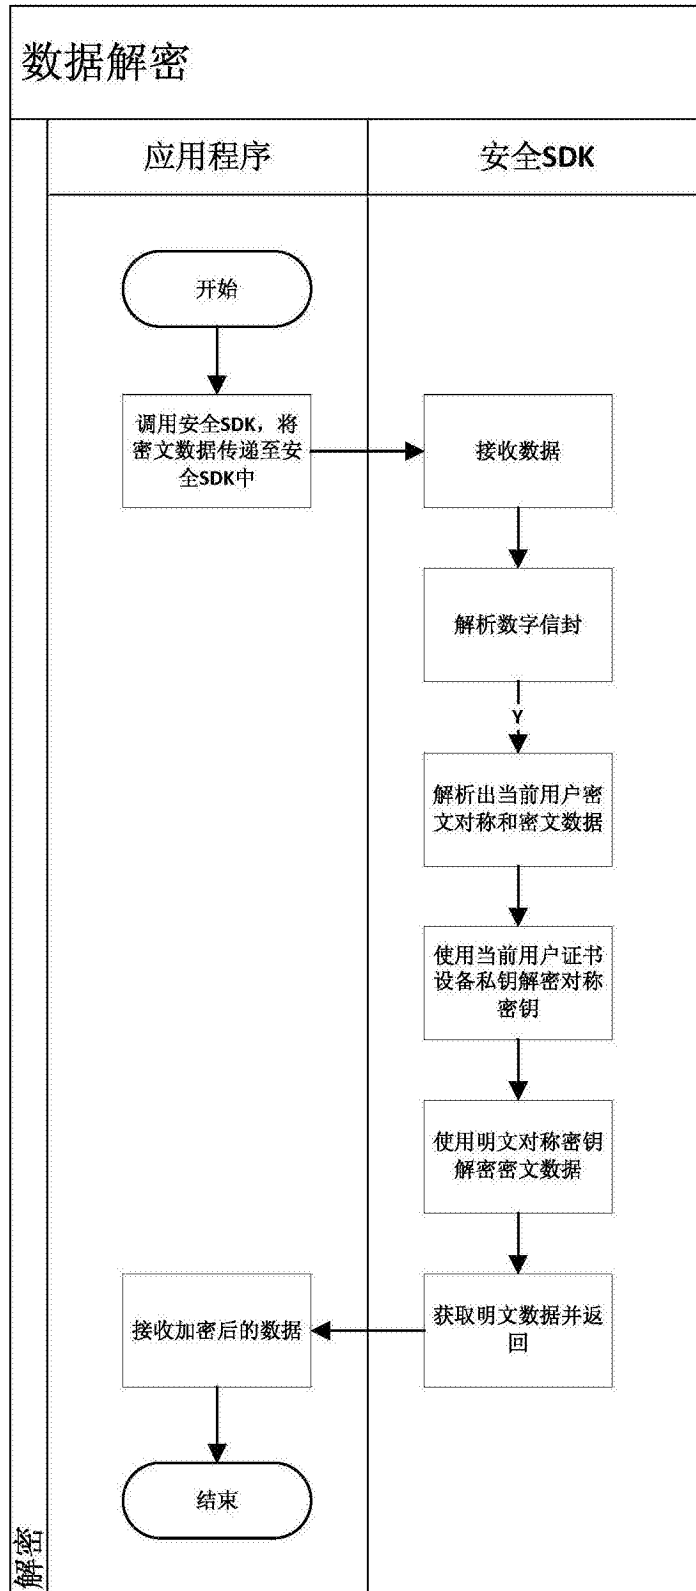 数据解密
应用程序
安全SDK
开始
调用安全SDK，将
密文数据传递至安
全SDK中
接收数据
解析数字信封
Y
解析出当前用户密
文对称和密文数据
使用当前用户证书
设备私钥解密对称
密钥
使用明文对称密钥
解密密文数据
获取明文数据并返
回
接收加密后的数据
结束
解密